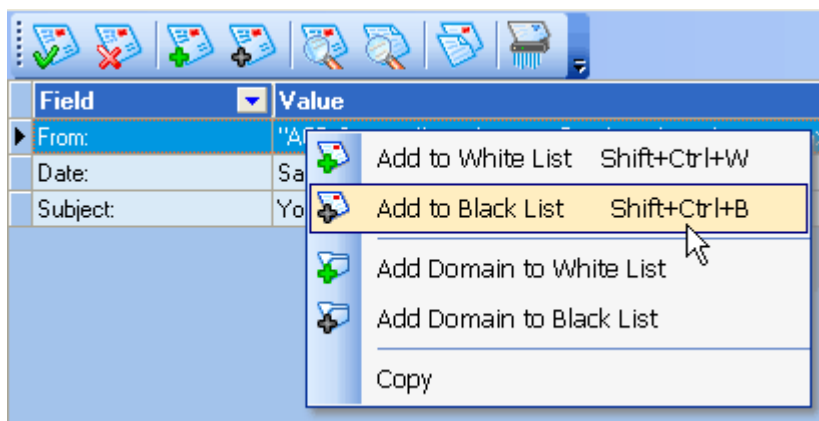 Field Value
From: "A
Date: Sa
Subject: Yo
Add to White List Shift+Ctrl+W
Add to Black List Shift+Ctrl+B
Add Domain to White List
Add Domain to Black List
Copy